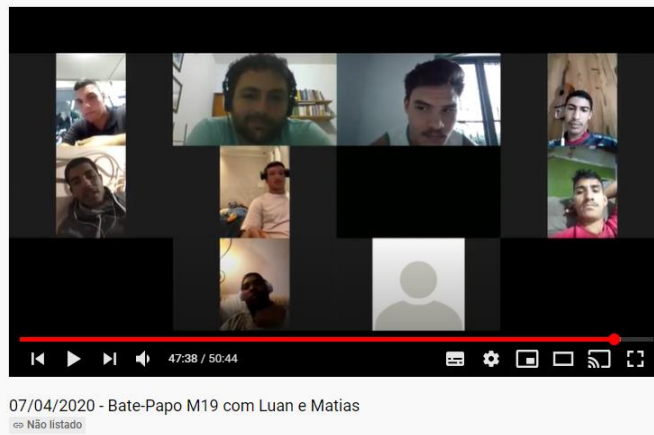 47:38 / 50:44
07/04/2020 - Bate-Papo M19 com Luan e Matias
Não listado